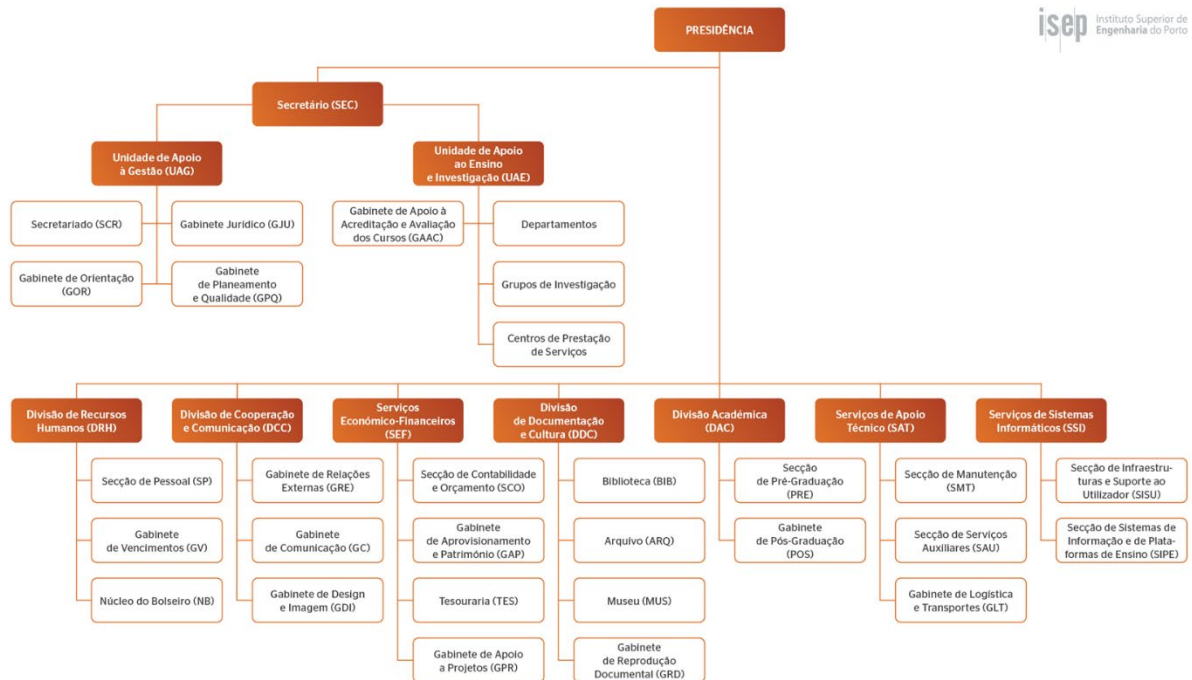 PRESIDÊNCIA
isep Instituto Superior de
Engenharia do Porto
Secretário (SEC)
Unidade de Apoio
à Gestão (UAG)
Unidade de Apoio
ao Ensino
e Investigação (UAE)
Secretariado (SCR)
Gabinete Jurídico (GJU)
Gabinete de Apoio à
Acreditação e Avaliação
dos Cursos (GAAC)
Departamentos
Gabinete de Orientação
(GOR)
Gabinete
de Planeamento
e Qualidade (GPQ)
Grupos de Investigação
Centros de Prestação
de Serviços
Divisão de Recursos
Humanos (DRH)
Divisão de Cooperação
e Comunicação (DCC)
Serviços
Económico-Financeiros
(SEF)
Divisão
de Documentação
e Cultura (DDC)
Divisão Académica
(DAC)
Serviços de Apoio
Técnico (SAT)
Serviços de Sistemas
Informáticos (SSI)
Secção de Pessoal (SP)
Gabinete de Relações
Externas (GRE)
Secção de Contabilidade
e Orçamento (SCO)
Biblioteca (BIB)
Secção
de Pré-Graduação
(PRE)
Secção de Manutenção
(SMT)
Secção de Infraestru-
turas e Suporte ao
Utilizador (SISU)
Gabinete
de Vencimentos (GV)
Gabinete
de Comunicação (GC)
Gabinete
de Aprovisionamento
e Património (GAP)
Arquivo (ARQ)
Gabinete
de Pós-Graduação
(POS)
Secção de Serviços
Auxiliares (SAU)
Secção de Sistemas de
Informação e de Plata-
formas de Ensino (SIPE)
Núcleo do Bolseiro (NB)
Gabinete de Design
e Imagem (GDI)
Tesouraria (TES)
Museu (MUS)
Gabinete de Logística
e Transportes (GLT)
Gabinete de Apoio
a Projetos (GPR)
Gabinete
de Reprodução
Documental (GRD)